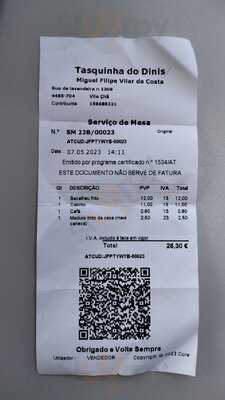 Tasquinha do Dinis
Miguel Filipe Vilar da Costa
Rua da lavandeira n 1309
4485-704 Vila Chã
Contribuinte
Serviço de Mesa
N.º SM 23B/00023 Original
ATCUD:JFPTYWYB-00023
Data 07.05.2023 14:11
Emitido por programa certificado n.º 1534/AT
ESTE DOCUMENTO NÃO SERVE DE FATURA
Qt DESCRIÇÃO PVP IVA Total
1 Bacalhau frito 12,00 13 12,00
1 Cabrito 11,00 13 11,00
1 Café 0,80 13 0,80
1 Maduro tinto da casa (meia caneca) 2,50 23 2,50
I.V.A. incluído à taxa em vigor
Total 26,30 €
ATCUD:JFPTYWYB-00023
Obrigado e Volte Sempre
Utilizador : VENDEDOR Copyright @